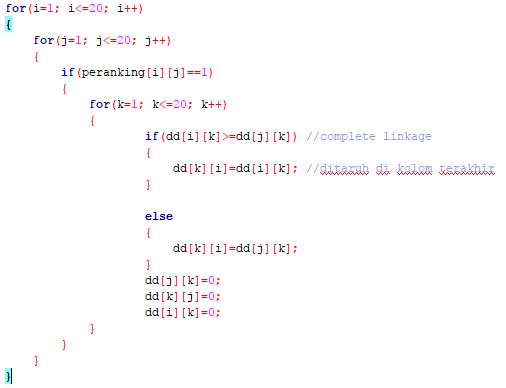 for(i=1; i<=20; i++)
{
for(j=1; j<=20; j++)
{
if(peranking[i][j]==1)
{
for(k=1; k<=20; k++)
{
if(dd[i][k]>=dd[j][k]) //complete linkage
{
dd[k][i]=dd[i][k]; //ditaruh di kolom terakhir
}
else
{
dd[k][i]=dd[j][k];
}
dd[j][k]=0;
dd[k][j]=0;
dd[i][k]=0;
}
}
}
}